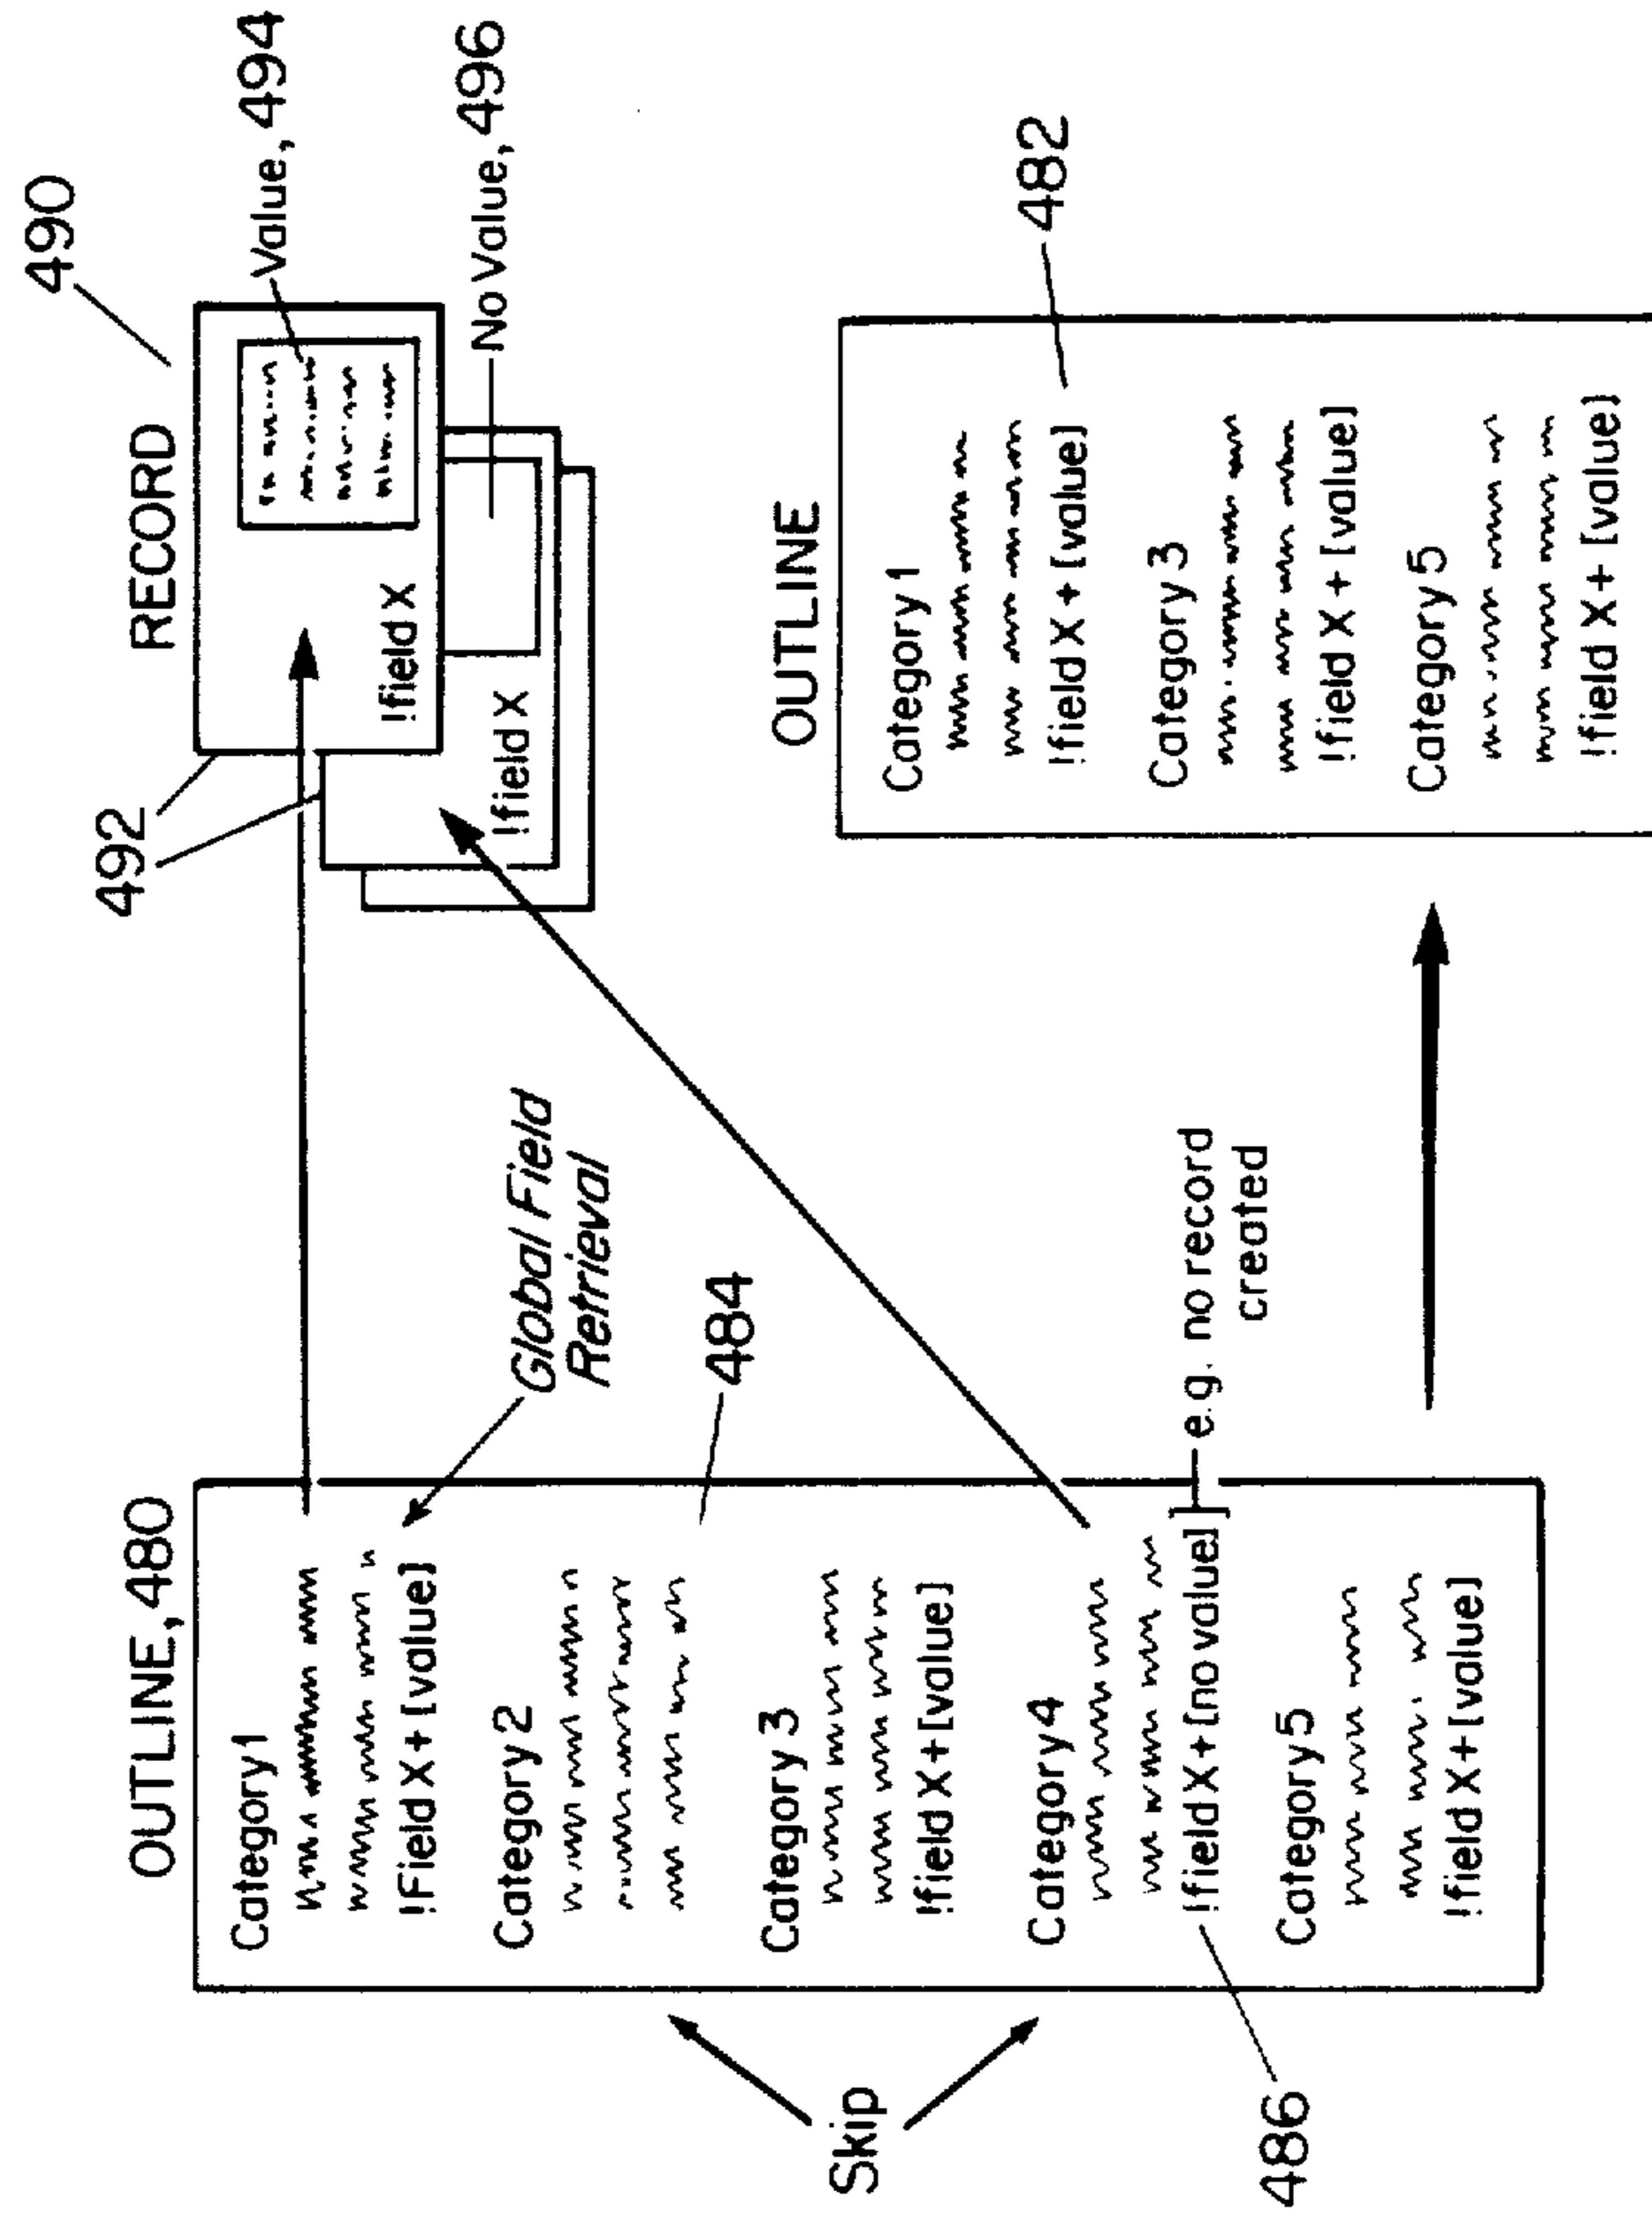 OUTLINE, 480
Category 1
!Field X + [value]
Category 2
Category 3
!field X + [value]
Category 4
!field X + [no value]
Category 5
!field X + [value]
Skip
486
Global Field
Retrieval
484
e.g. no record
created
492
RECORD
490
!field X
Value, 494
!field X
No Value, 496
OUTLINE
Category 1
!field X + [value]
482
Category 3
!field X + [value]
Category 5
!field X + [value]